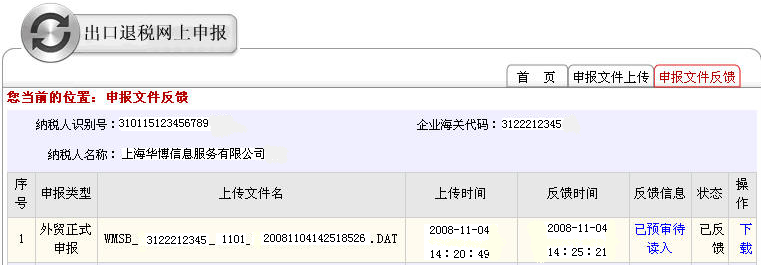 出口退税网上申报
首 页 申报文件上传 申报文件反馈
您当前的位置：申报文件反馈
纳税人识别号：310115123456789 企业海关代码：3122212345
纳税人名称：上海华博信息服务有限公司
序号 申报类型 上传文件名 上传时间 反馈时间 反馈信息 状态 操作
1 外贸正式申报 WMSB_ 3122212345_ 1101_ 20081104142518526.DAT 2008-11-04 14:20:49 2008-11-04 14:25:21 已预审待读入 已反馈 下载